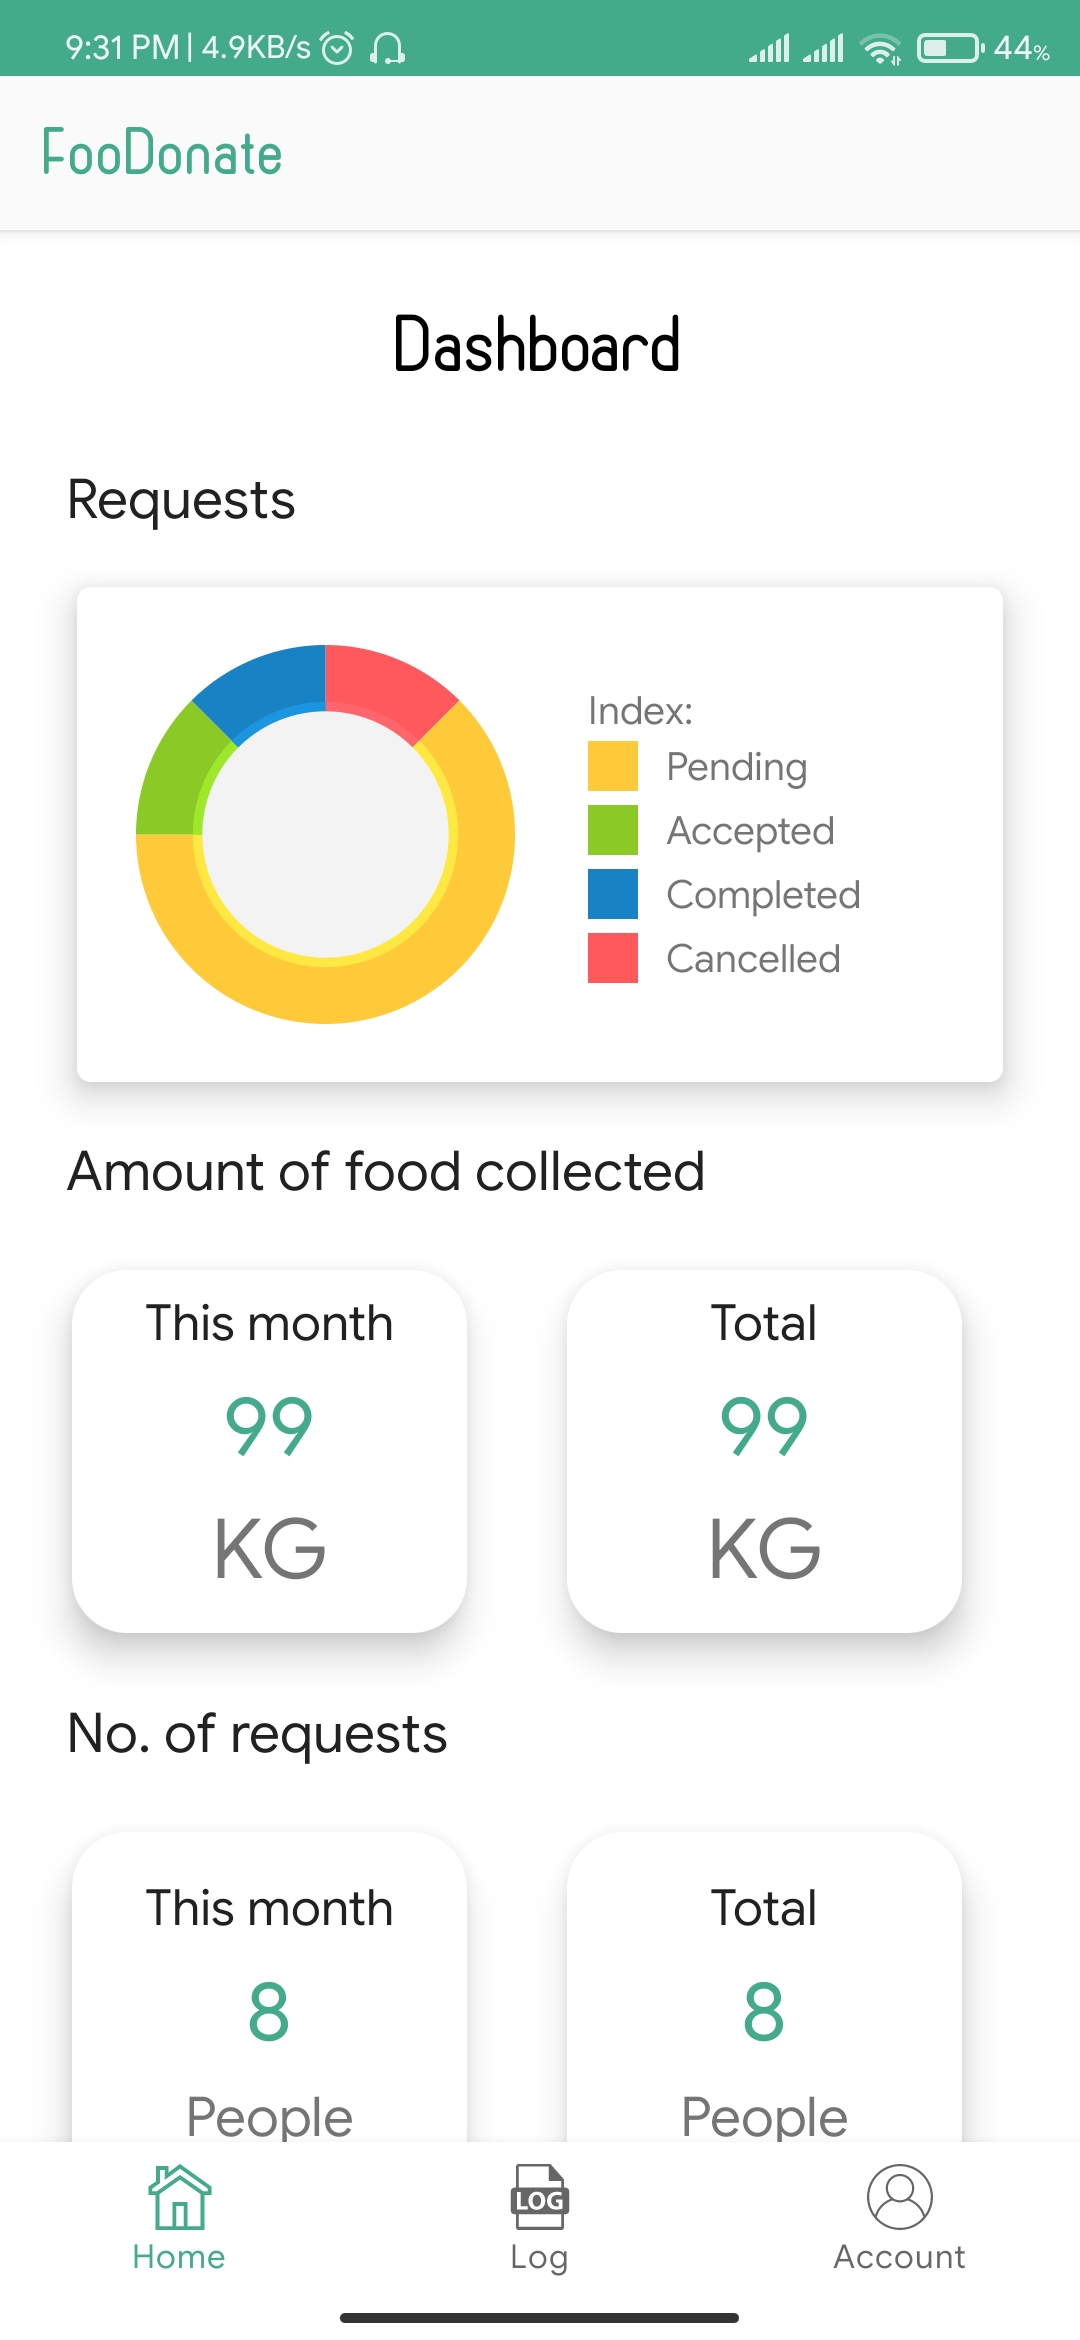 9:31 PM | 4.9KB/s 44%
FooDonate
Dashboard
Requests
Index:
Pending
Accepted
Completed
Cancelled
Amount of food collected
This month Total
99 99
KG KG
No. of requests
This month Total
8 8
People People
LOG
Home Log Account